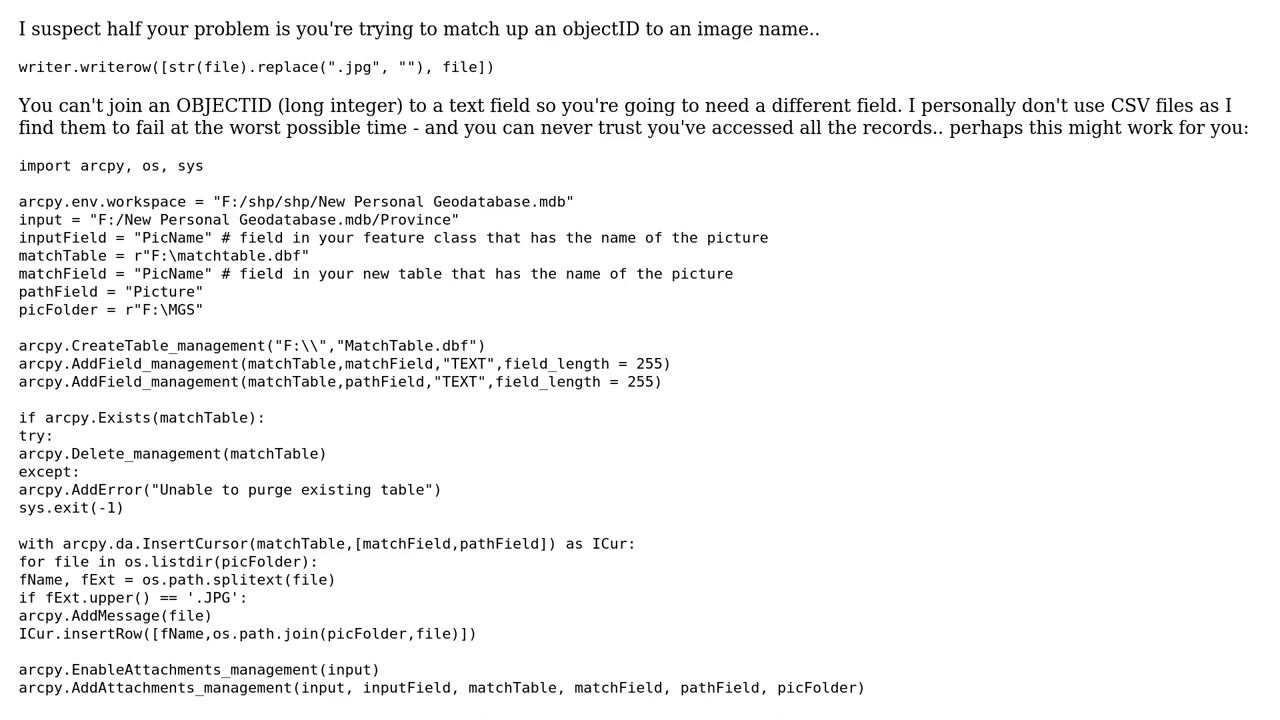 I suspect half your problem is you're trying to match up an objectID to an image name..
writer.writerow([str(file).replace(".jpg", ""), file])
You can't join an OBJECTID (long integer) to a text field so you're going to need a different field. I personally don't use CSV files as I
find them to fail at the worst possible time - and you can never trust you've accessed all the records.. perhaps this might work for you:
import arcpy, os, sys
arcpy.env.workspace = "F:/shp/shp/New Personal Geodatabase.mdb"
input = "F:/New Personal Geodatabase.mdb/Province"
inputField = "PicName" # field in your feature class that has the name of the picture
matchTable = r"F:\matchtable.dbf"
matchField = "PicName" # field in your new table that has the name of the picture
pathField = "Picture"
picFolder = r"F:\MGS"
arcpy.CreateTable_management("F:\\","MatchTable.dbf")
arcpy.AddField_management(matchTable,matchField,"TEXT",field_length = 255)
arcpy.AddField_management(matchTable,pathField,"TEXT",field_length = 255)
if arcpy.Exists(matchTable):
try:
arcpy.Delete_management(matchTable)
except:
arcpy.AddError("Unable to purge existing table")
sys.exit(-1)
with arcpy.da.InsertCursor(matchTable,[matchField,pathField]) as ICur:
for file in os.listdir(picFolder):
fName, fExt = os.path.splitext(file)
if fExt.upper() == '.JPG':
arcpy.AddMessage(file)
ICur.insertRow([fName,os.path.join(picFolder,file)])
arcpy.EnableAttachments_management(input)
arcpy.AddAttachments_management(input, inputField, matchTable, matchField, pathField, picFolder)